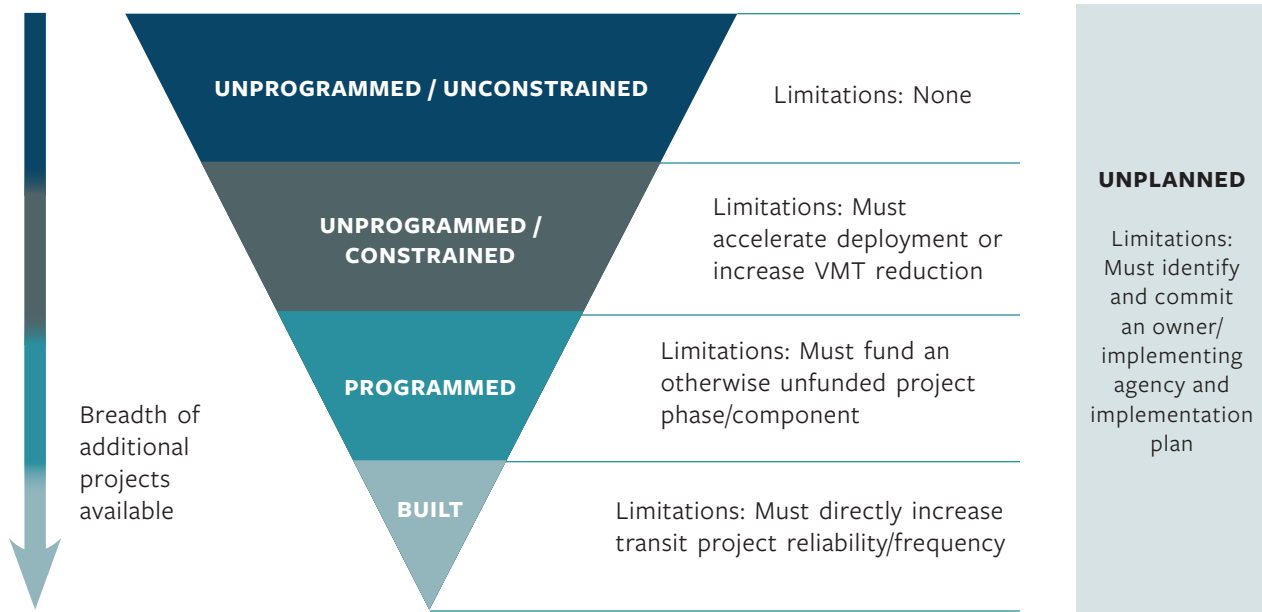 UNPROGRAMMED / UNCONSTRAINED
Limitations: None
UNPROGRAMMED /
CONSTRAINED
Limitations: Must
accelerate deployment or
increase VMT reduction
PROGRAMMED
Limitations: Must fund an
otherwise unfunded project
phase/component
BUILT
Limitations: Must directly increase
transit project reliability/frequency
Breadth of
additional
projects
available
UNPLANNED
Limitations:
Must identify
and commit
an owner/
implementing
agency and
implementation
plan